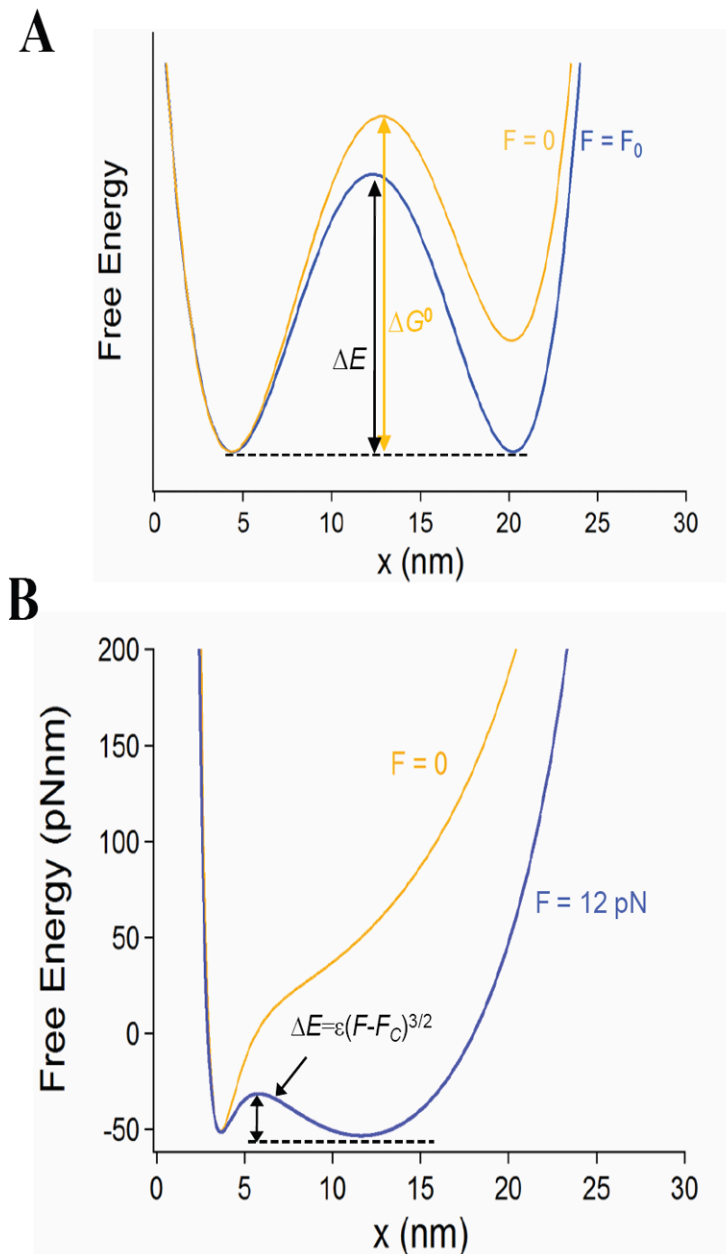 A
Free Energy
F = 0
F = F₀
ΔG⁰
ΔE
0
5
10
15
20
25
30
x (nm)
B
Free Energy (pNnm)
200
150
100
50
0
-50
F = 0
F = 12 pN
ΔE=ε(F-F_C)^{3/2}
0
5
10
15
20
25
30
x (nm)